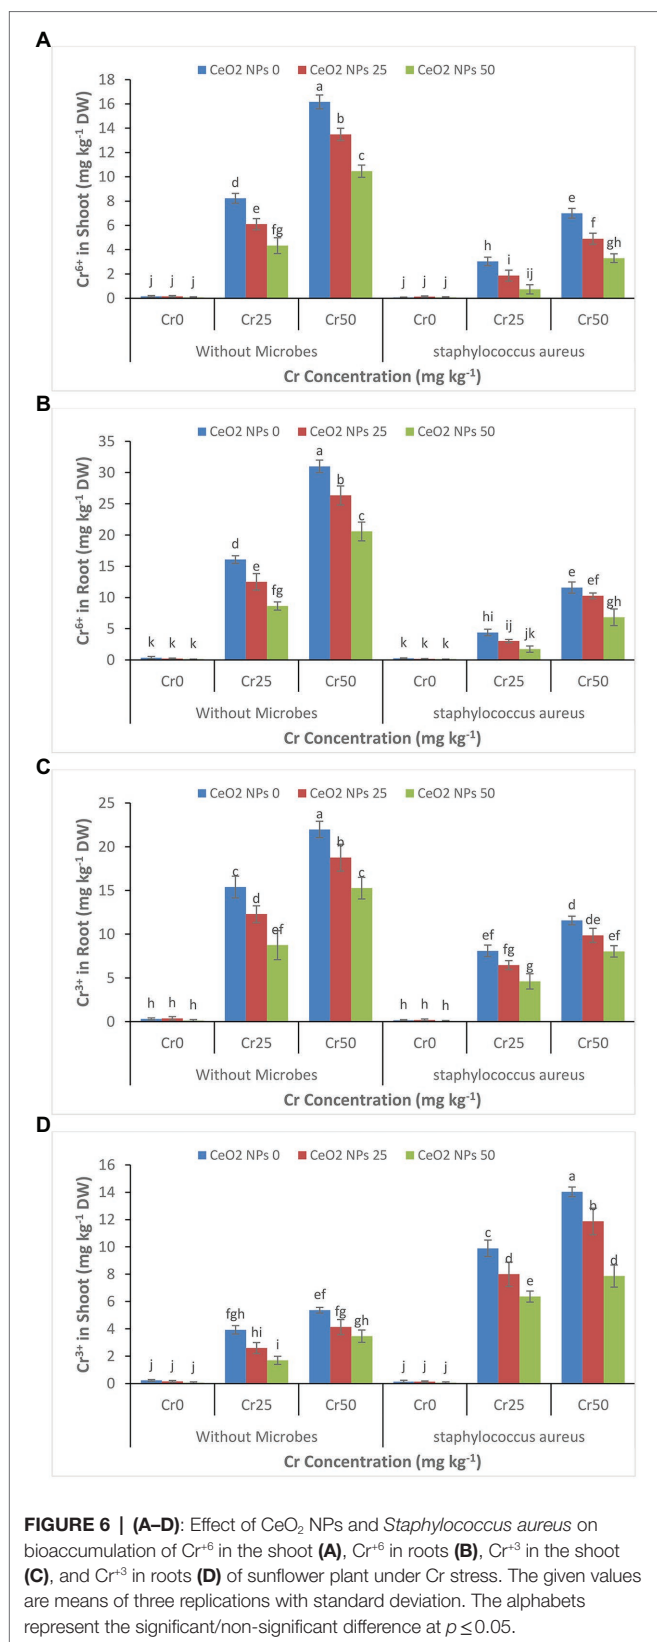 A
CeO2 NPs 0 CeO2 NPs 25 CeO2 NPs 50
18
16
14
12
10
8
6
4
2
0
Cr6+ in Shoot (mg kg-1 DW)
j j j d e fg a b c j j j h i ij e f gh
Cr0 Cr25 Cr50 Cr0 Cr25 Cr50
Without Microbes staphylococcus aureus
Cr Concentration (mg kg-1)
B
CeO2 NPs 0 CeO2 NPs 25 CeO2 NPs 50
35
30
25
20
15
10
5
0
Cr6+ in Root (mg kg-1 DW)
k k k d e fg a b c k k k hi ij jk e ef gh
Cr0 Cr25 Cr50 Cr0 Cr25 Cr50
Without Microbes staphylococcus aureus
Cr Concentration (mg kg-1)
C
CeO2 NPs 0 CeO2 NPs 25 CeO2 NPs 50
25
20
15
10
5
0
Cr3+ in Root (mg kg-1 DW)
h h h c d ef a b c h h h ef fg g d de ef
Cr0 Cr25 Cr50 Cr0 Cr25 Cr50
Without Microbes staphylococcus aureus
Cr Concentration (mg kg-1)
D
CeO2 NPs 0 CeO2 NPs 25 CeO2 NPs 50
16
14
12
10
8
6
4
2
0
Cr3+ in Shoot (mg kg-1 DW)
j j j fgh hi i ef fg gh j j j c d e a b d
Cr0 Cr25 Cr50 Cr0 Cr25 Cr50
Without Microbes staphylococcus aureus
Cr Concentration (mg kg-1)
FIGURE 6 | (A–D): Effect of CeO2 NPs and Staphylococcus aureus on
bioaccumulation of Cr+6 in the shoot (A), Cr+6 in roots (B), Cr+3 in the shoot
(C), and Cr+3 in roots (D) of sunflower plant under Cr stress. The given values
are means of three replications with standard deviation. The alphabets
represent the significant/non-significant difference at p ≤ 0.05.